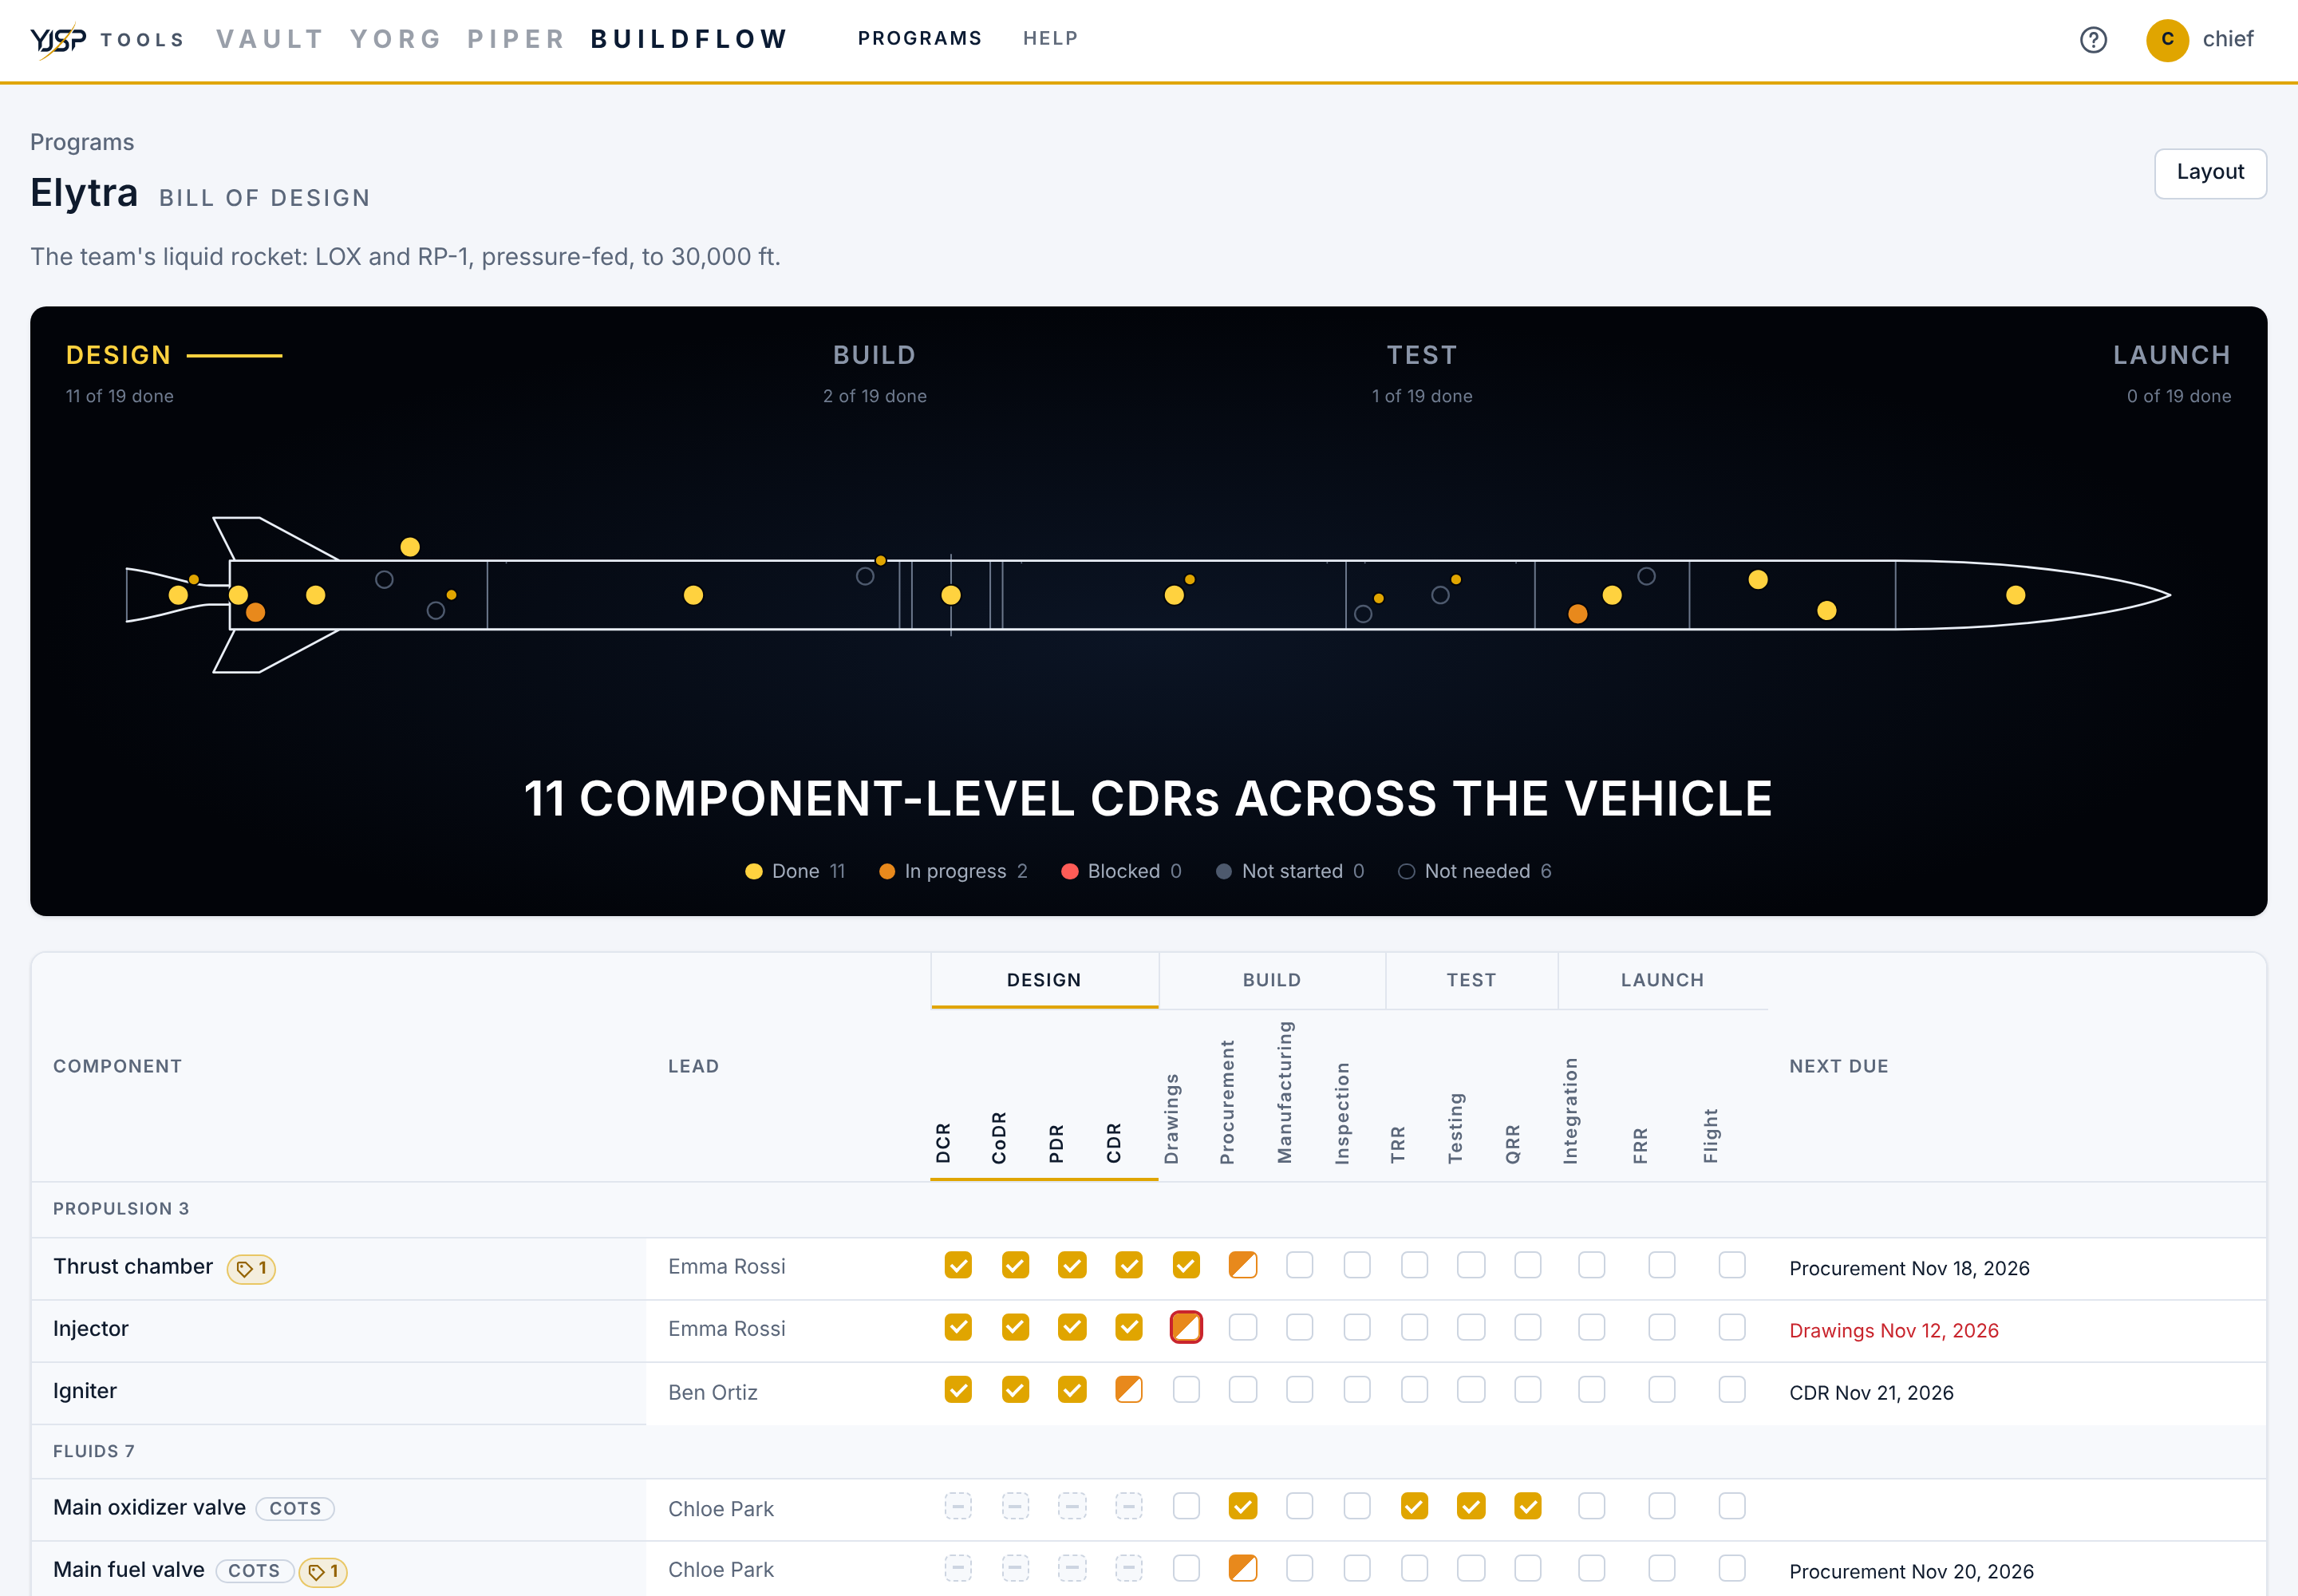 YJSP TOOLS VAULT YORG PIPER BUILDFLOW PROGRAMS HELP ? C chief
Programs
Elytra BILL OF DESIGN
Layout
The team's liquid rocket: LOX and RP-1, pressure-fed, to 30,000 ft.
DESIGN BUILD TEST LAUNCH
11 of 19 done 2 of 19 done 1 of 19 done 0 of 19 done
11 COMPONENT-LEVEL CDRs ACROSS THE VEHICLE
Done 11 In progress 2 Blocked 0 Not started 0 Not needed 6
DESIGN BUILD TEST LAUNCH
COMPONENT LEAD DCR CoDR PDR CDR Drawings Procurement Manufacturing Inspection TRR Testing QRR Integration FRR Flight NEXT DUE
PROPULSION 3
Thrust chamber 1 Emma Rossi Procurement Nov 18, 2026
Injector Emma Rossi Drawings Nov 12, 2026
Igniter Ben Ortiz CDR Nov 21, 2026
FLUIDS 7
Main oxidizer valve COTS Chloe Park
Main fuel valve COTS 1 Chloe Park Procurement Nov 20, 2026